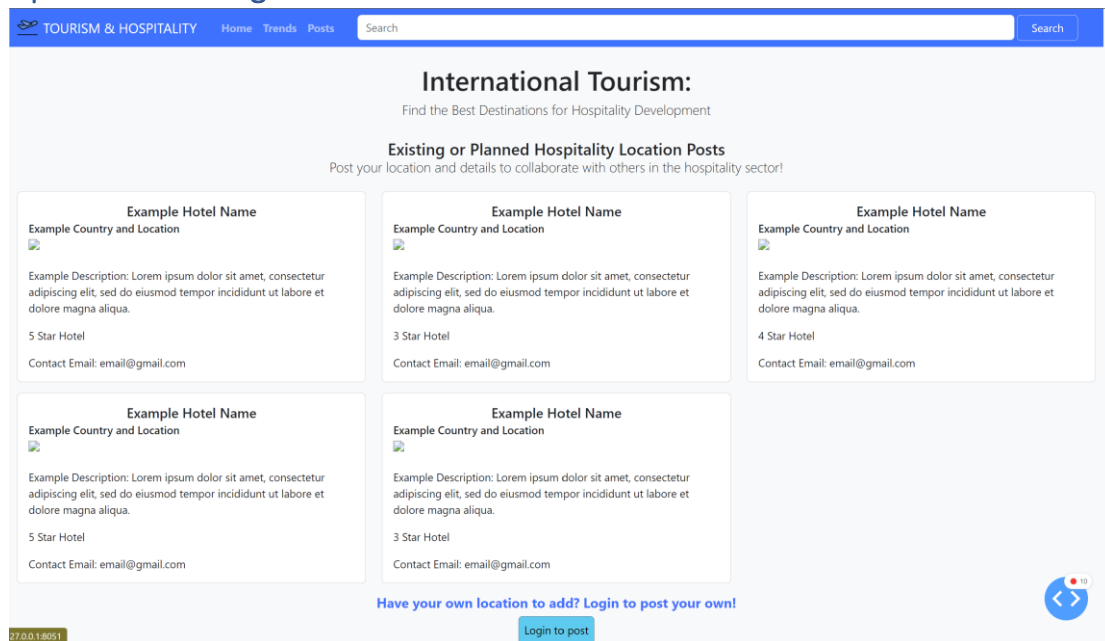 TOURISM & HOSPITALITY Home Trends Posts Search Search
International Tourism:
Find the Best Destinations for Hospitality Development
Existing or Planned Hospitality Location Posts
Post your location and details to collaborate with others in the hospitality sector!
Example Hotel Name
Example Country and Location
Example Description: Lorem ipsum dolor sit amet, consectetur
adipiscing elit, sed do eiusmod tempor incididunt ut labore et
dolore magna aliqua.
5 Star Hotel
Contact Email: email@gmail.com
Example Hotel Name
Example Country and Location
Example Description: Lorem ipsum dolor sit amet, consectetur
adipiscing elit, sed do eiusmod tempor incididunt ut labore et
dolore magna aliqua.
3 Star Hotel
Contact Email: email@gmail.com
Example Hotel Name
Example Country and Location
Example Description: Lorem ipsum dolor sit amet, consectetur
adipiscing elit, sed do eiusmod tempor incididunt ut labore et
dolore magna aliqua.
4 Star Hotel
Contact Email: email@gmail.com
Example Hotel Name
Example Country and Location
Example Description: Lorem ipsum dolor sit amet, consectetur
adipiscing elit, sed do eiusmod tempor incididunt ut labore et
dolore magna aliqua.
5 Star Hotel
Contact Email: email@gmail.com
Example Hotel Name
Example Country and Location
Example Description: Lorem ipsum dolor sit amet, consectetur
adipiscing elit, sed do eiusmod tempor incididunt ut labore et
dolore magna aliqua.
3 Star Hotel
Contact Email: email@gmail.com
10
Have your own location to add? Login to post your own!
Login to post
27.0.0.1:8051